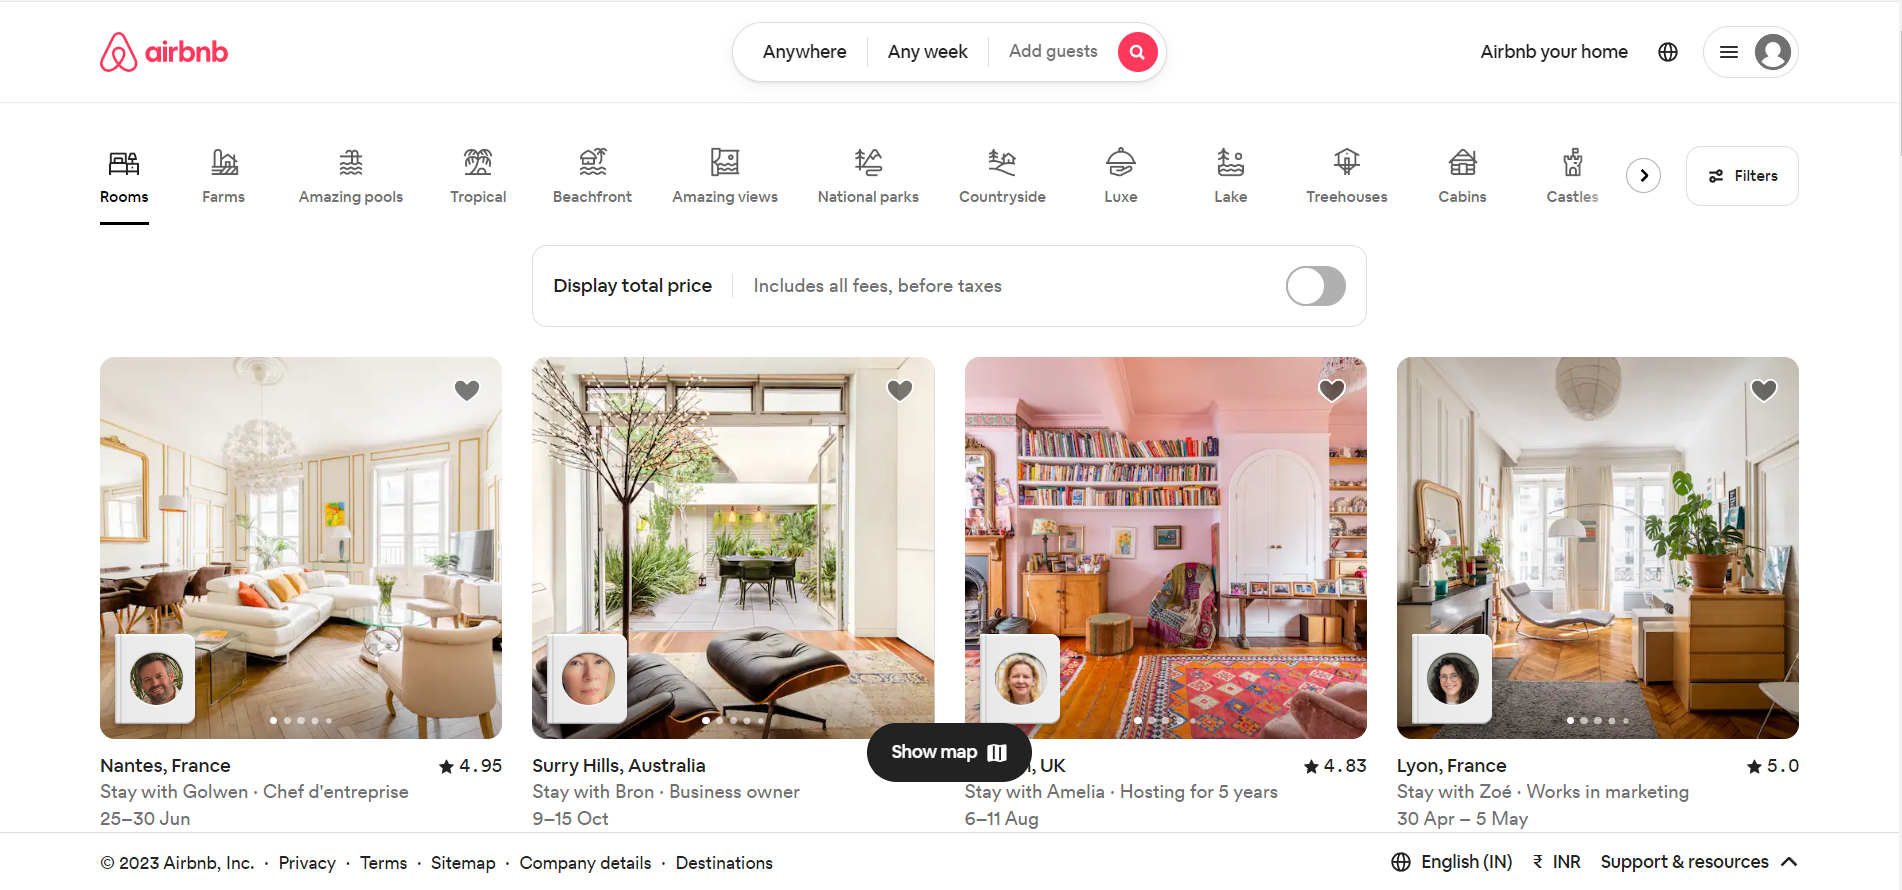 airbnb
Anywhere Any week Add guests
Airbnb your home
Rooms Farms Amazing pools Tropical Beachfront Amazing views National parks Countryside Luxe Lake Treehouses Cabins Castles
Filters
Display total price Includes all fees, before taxes
Show map
Nantes, France 4.95
Stay with Golwen · Chef d'entreprise
25–30 Jun
Surry Hills, Australia
Stay with Bron · Business owner
9–15 Oct
, UK 4.83
Stay with Amelia · Hosting for 5 years
6–11 Aug
Lyon, France 5.0
Stay with Zoé · Works in marketing
30 Apr – 5 May
© 2023 Airbnb, Inc. · Privacy · Terms · Sitemap · Company details · Destinations
English (IN) ₹ INR Support & resources